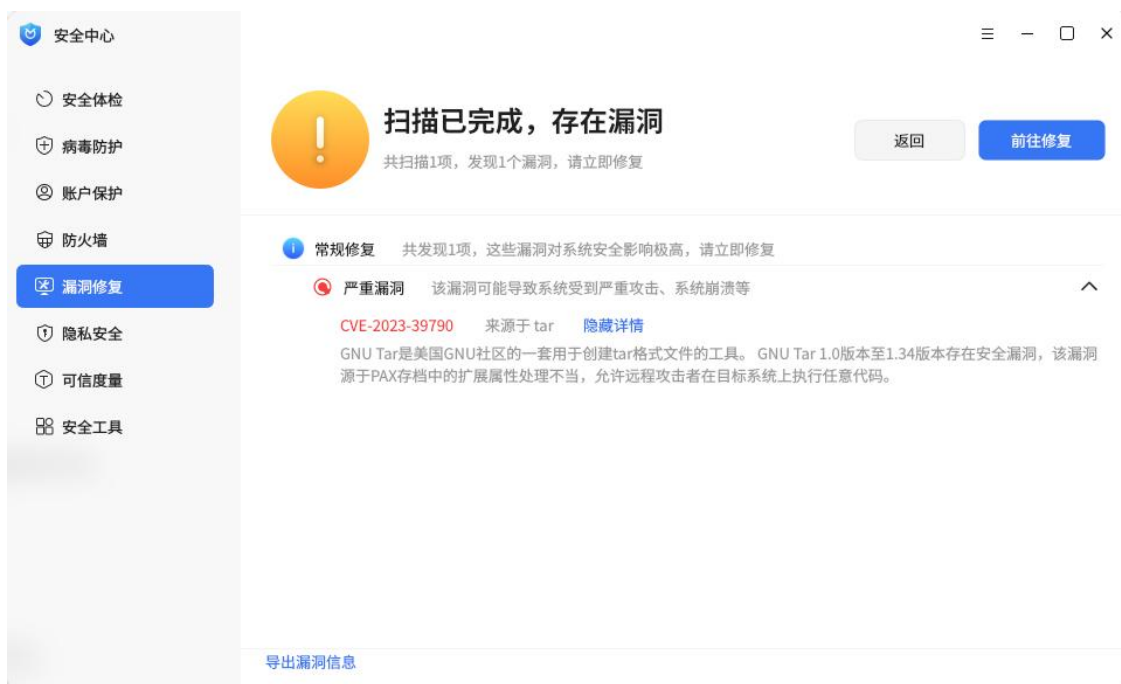 安全中心
安全体检
病毒防护
账户保护
防火墙
漏洞修复
隐私安全
可信度量
安全工具
扫描已完成，存在漏洞
共扫描1项，发现1个漏洞，请立即修复
返回
前往修复
常规修复 共发现1项，这些漏洞对系统安全影响极高，请立即修复
严重漏洞 该漏洞可能导致系统受到严重攻击、系统崩溃等
CVE-2023-39790 来源于 tar 隐藏详情
GNU Tar是美国GNU社区的一套用于创建tar格式文件的工具。 GNU Tar 1.0版本至1.34版本存在安全漏洞，该漏洞
源于PAX存档中的扩展属性处理不当，允许远程攻击者在目标系统上执行任意代码。
导出漏洞信息